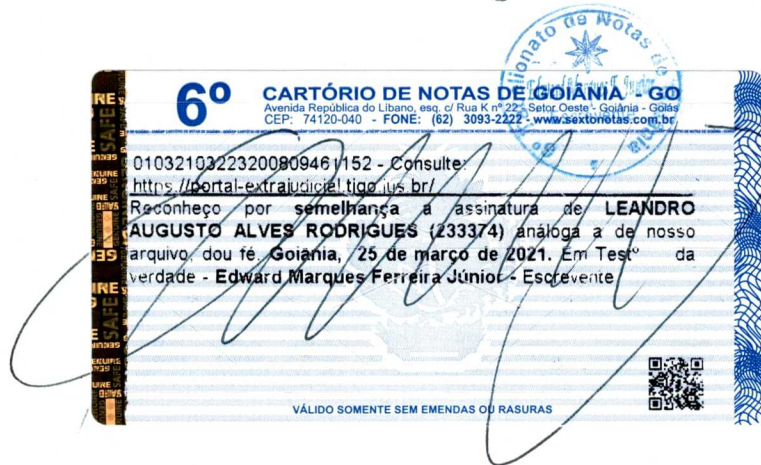 6º CARTÓRIO DE NOTAS DE GOIÂNIA - GO
Avenida República do Líbano, esq. c/ Rua K nº 22 - Setor Oeste - Goiânia - Goiás
CEP: 74120-040 - FONE: (62) 3093-2222 - www.sextonotas.com.br
01032103223200809461152 - Consulte:
https://portal-extrajudicial.tjgo.jus.br/
Reconheço por semelhança a assinatura de LEANDRO
AUGUSTO ALVES RODRIGUES (233374) análoga a de nosso
arquivo, dou fé. Goiânia, 25 de março de 2021. Em Testº da
verdade - Edward Marques Ferreira Júnior - Escrevente
VÁLIDO SOMENTE SEM EMENDAS OU RASURAS